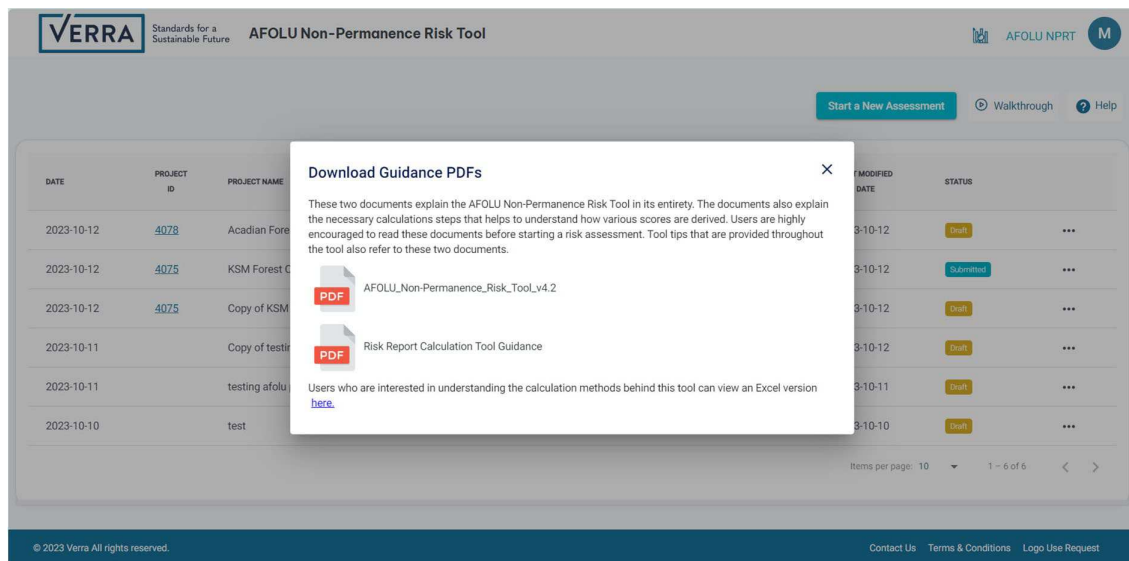 VERRA
Standards for a
Sustainable Future
AFOLU Non-Permanence Risk Tool
AFOLU NPRT
M
Start a New Assessment
Walkthrough
Help
DATE
PROJECT
ID
PROJECT NAME
MODIFIED
DATE
STATUS
Download Guidance PDFs
These two documents explain the AFOLU Non-Permanence Risk Tool in its entirety. The documents also explain
the necessary calculations steps that helps to understand how various scores are derived. Users are highly
encouraged to read these documents before starting a risk assessment. Tool tips that are provided throughout
the tool also refer to these two documents.
PDF
AFOLU_Non-Permanence_Risk_Tool_v4.2
PDF
Risk Report Calculation Tool Guidance
Users who are interested in understanding the calculation methods behind this tool can view an Excel version
here.
2023-10-12 4078 Acadian Fore 3-10-12 Draft
2023-10-12 4075 KSM Forest 3-10-12 Submitted
2023-10-12 4075 Copy of KSM 3-10-12 Draft
2023-10-11 Copy of testin 3-10-12 Draft
2023-10-11 testing afolu 3-10-11 Draft
2023-10-10 test 3-10-10 Draft
Items per page: 10 1 – 6 of 6
© 2023 Verra All rights reserved.
Contact Us Terms & Conditions Logo Use Request